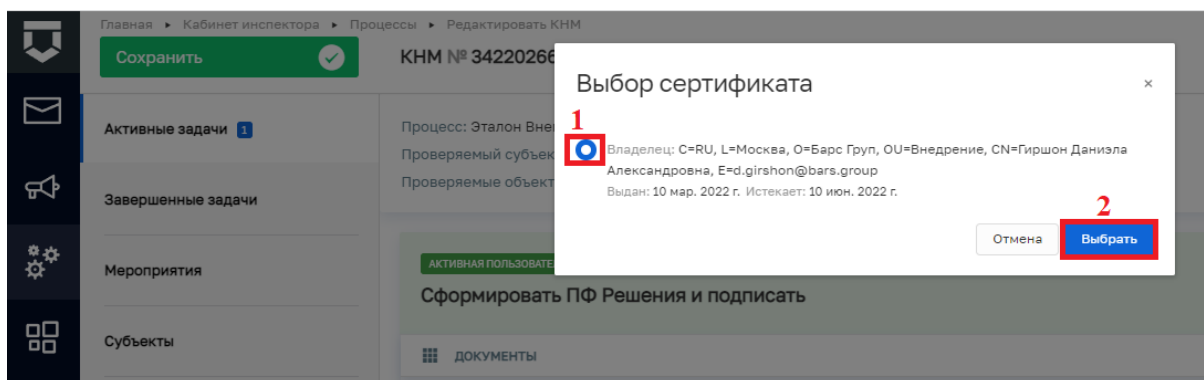 Главная ▸ Кабинет инспектора ▸ Процессы ▸ Редактировать КНМ
Сохранить
КНМ № 34220266
Выбор сертификата
×
Активные задачи 1
Процесс: Эталон Вне
1
Проверяемый субъек
Владелец: C=RU, L=Москва, O=Барс Груп, OU=Внедрение, CN=Гиршон Даниэла
Александровна, E=d.girshon@bars.group
Проверяемые объект
Выдан: 10 мар. 2022 г. Истекает: 10 июн. 2022 г.
Завершенные задачи
2
Отмена
Выбрать
Мероприятия
АКТИВНАЯ ПОЛЬЗОВАТЕ
Сформировать ПФ Решения и подписать
Субъекты
ДОКУМЕНТЫ